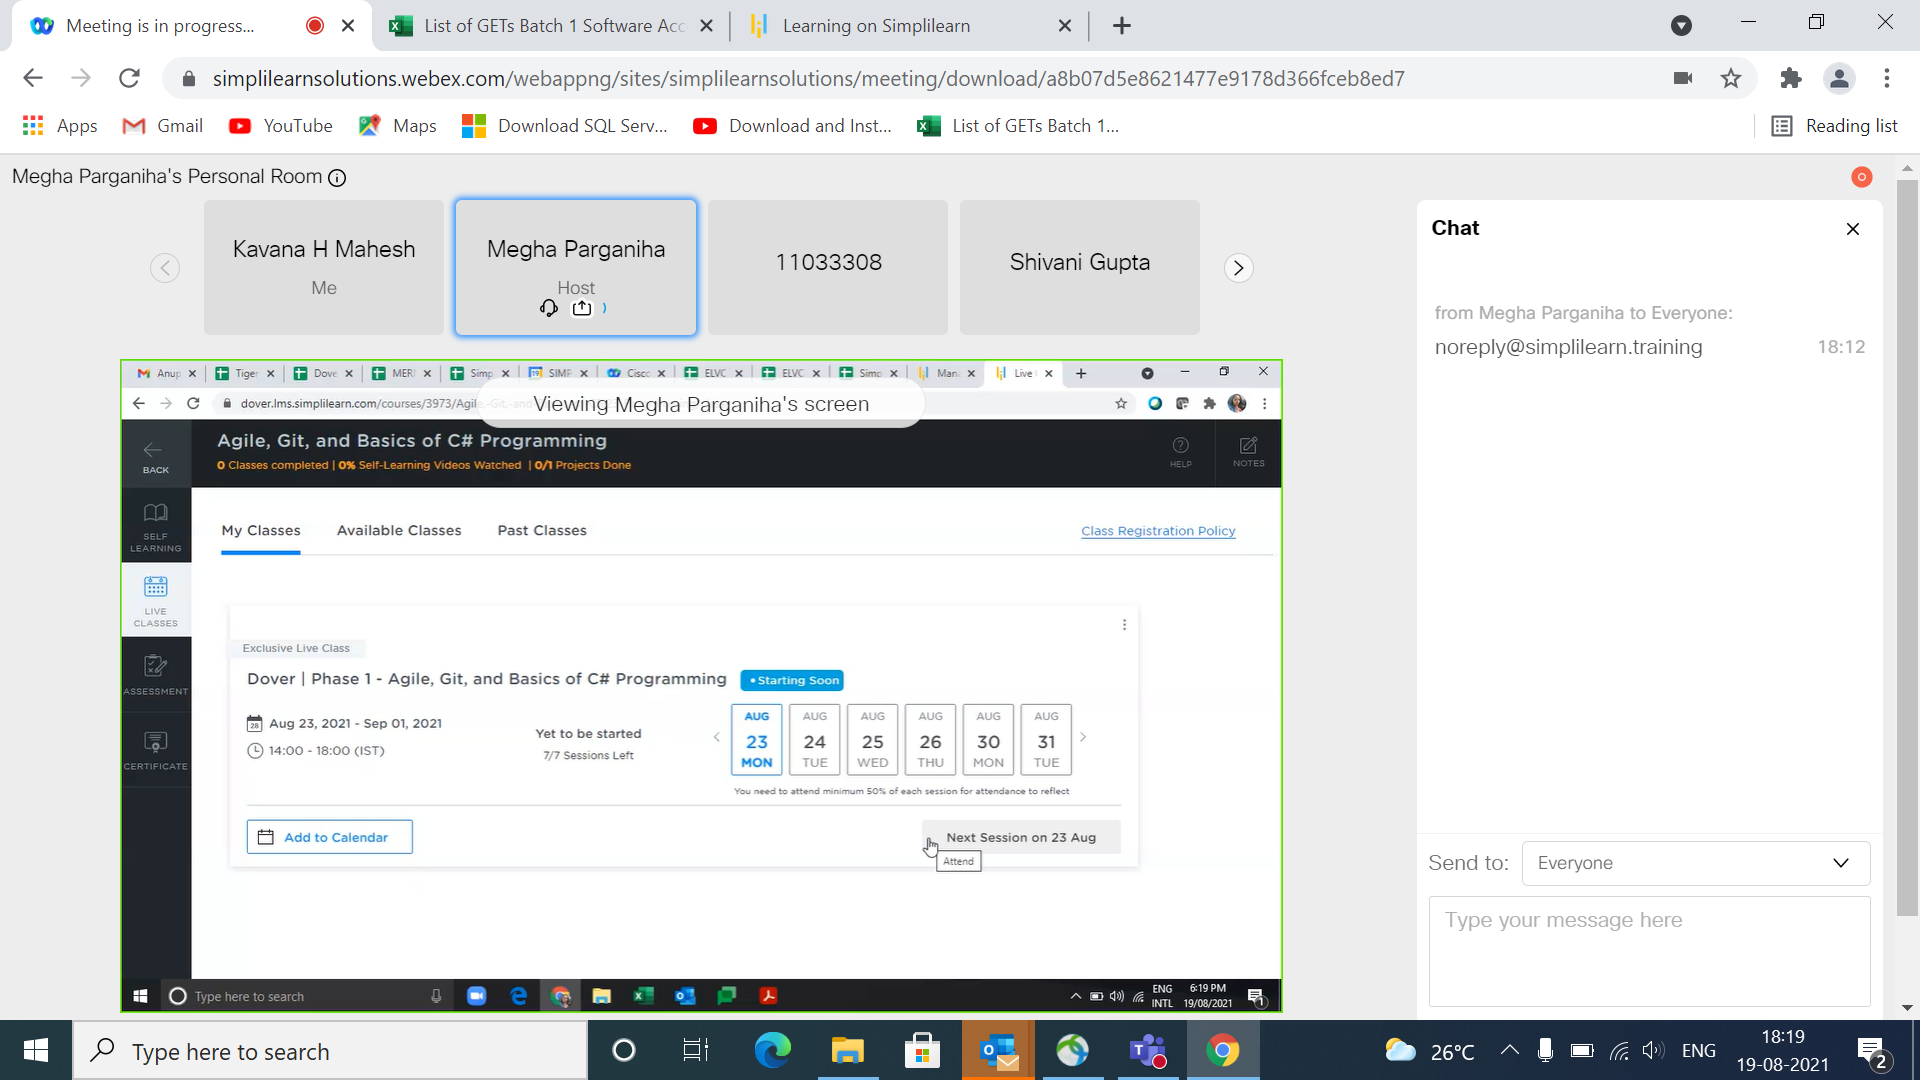 Meeting is in progress...
List of GETs Batch 1 Software Acc
Learning on Simplilearn
simplilearnsolutions.webex.com/webappng/sites/simplilearnsolutions/meeting/download/a8b07d5e8621477e9178d366fceb8ed7
Apps
Gmail
YouTube
Maps
Download SQL Serv...
Download and Inst...
List of GETs Batch 1...
Reading list
Megha Parganiha's Personal Room
Kavana H Mahesh
Me
Megha Parganiha
Host
11033308
Shivani Gupta
Chat
from Megha Parganiha to Everyone:
noreply@simplilearn.training 18:12
Anup
Tiger
Dove
MER
Simp
SIMP
Cisco
ELVC
ELVC
Simp
Man
Live
dover.lms.simplilearn.com/courses/3973/Agile
Viewing Megha Parganiha's screen
BACK
Agile, Git, and Basics of C# Programming
0 Classes completed | 0% Self-Learning Videos Watched | 0/1 Projects Done
HELP
NOTES
SELF
LEARNING
LIVE
CLASSES
ASSESSMENT
CERTIFICATE
My Classes
Available Classes
Past Classes
Class Registration Policy
Exclusive Live Class
Dover | Phase 1 - Agile, Git, and Basics of C# Programming
• Starting Soon
Aug 23, 2021 - Sep 01, 2021
14:00 - 18:00 (IST)
Yet to be started
7/7 Sessions Left
AUG 23 MON
AUG 24 TUE
AUG 25 WED
AUG 26 THU
AUG 30 MON
AUG 31 TUE
You need to attend minimum 50% of each session for attendance to reflect
Add to Calendar
Next Session on 23 Aug
Attend
Type here to search
ENG
INTL
6:19 PM
19/08/2021
1
Send to:
Everyone
Type your message here
Type here to search
26°C
ENG
18:19
19-08-2021
2